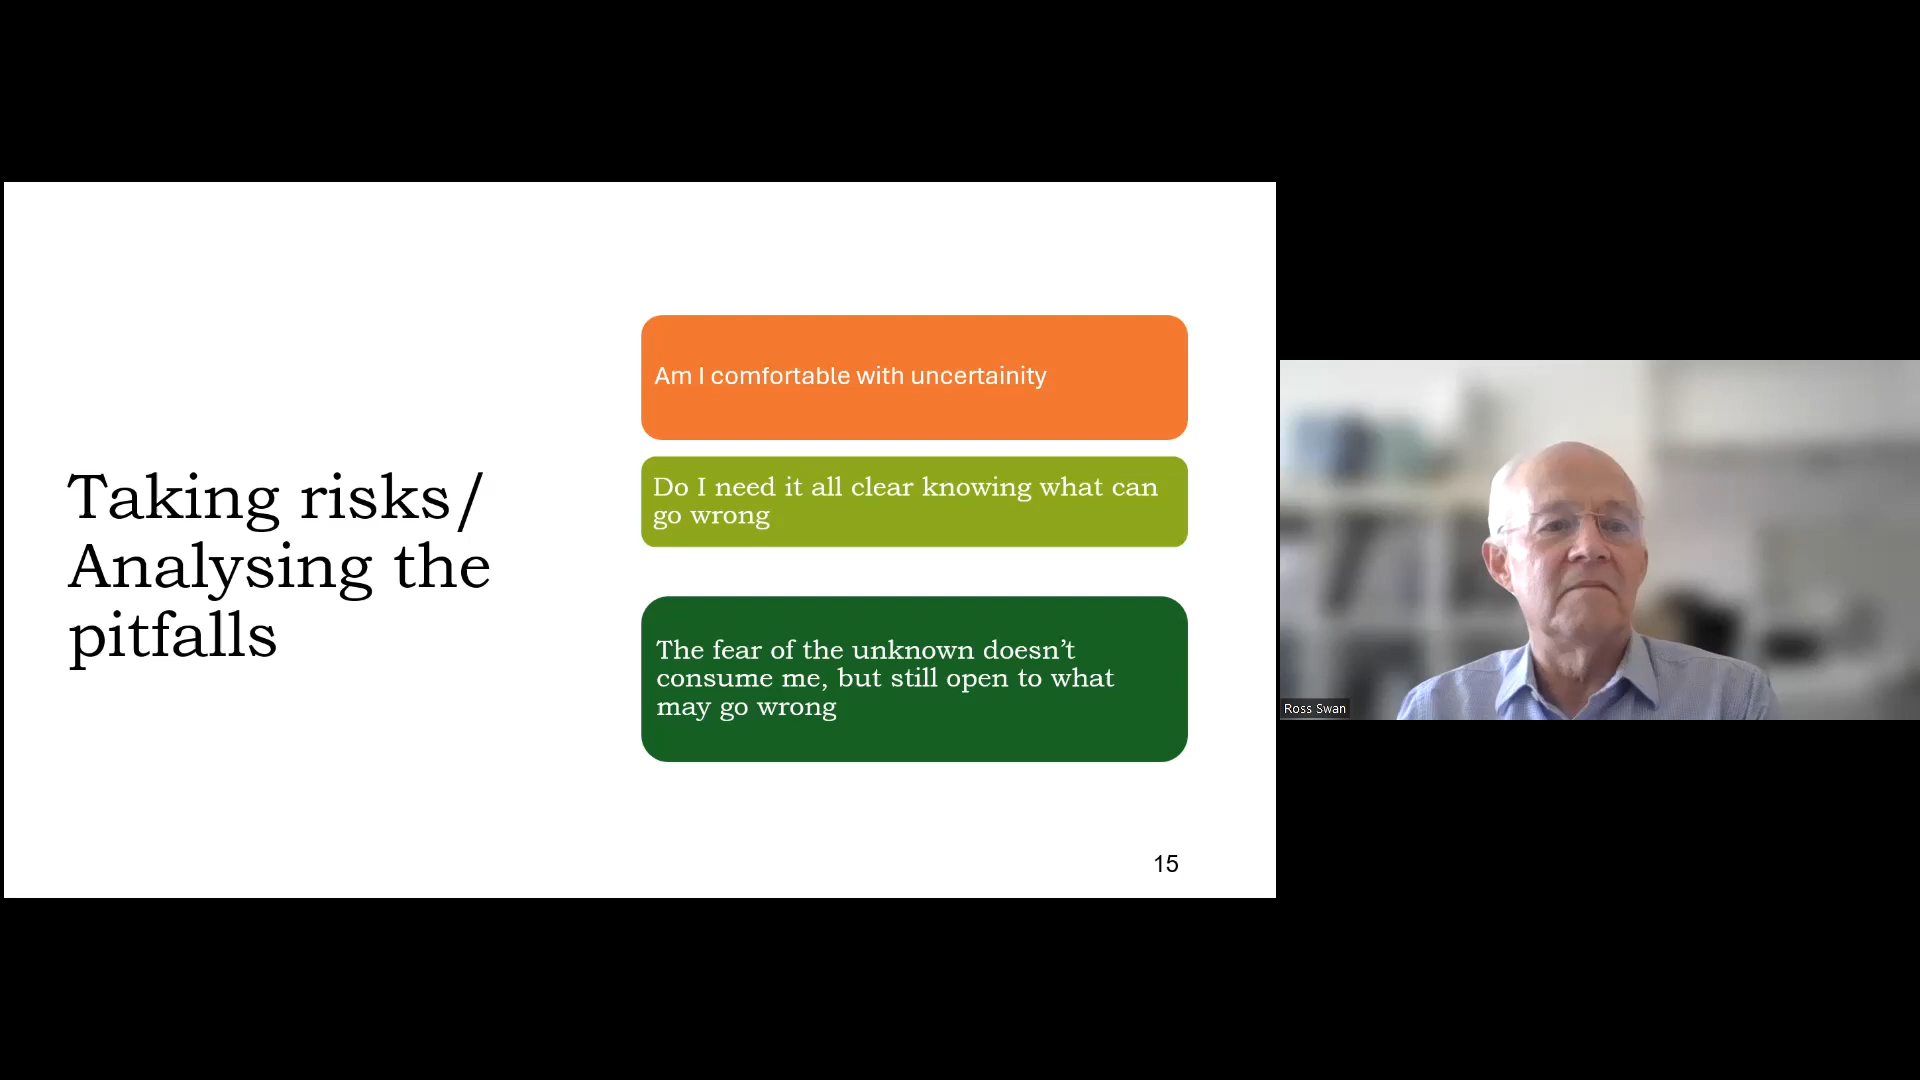 Taking risks/
Analysing the
pitfalls
Am I comfortable with uncertainity
Do I need it all clear knowing what can
go wrong
The fear of the unknown doesn’t
consume me, but still open to what
may go wrong
15
Ross Swan